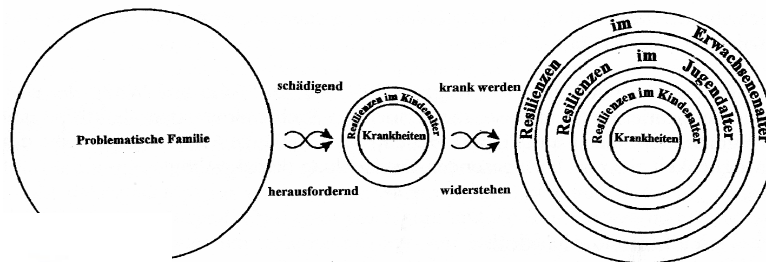 Problematische Familie
schädigend
herausfordernd
Resilienzen im Kindesalter
Krankheiten
krank werden
widerstehen
Resilienzen im Erwachsenenalter
Resilienzen im Jugendalter
Resilienzen im Kindesalter
Krankheiten